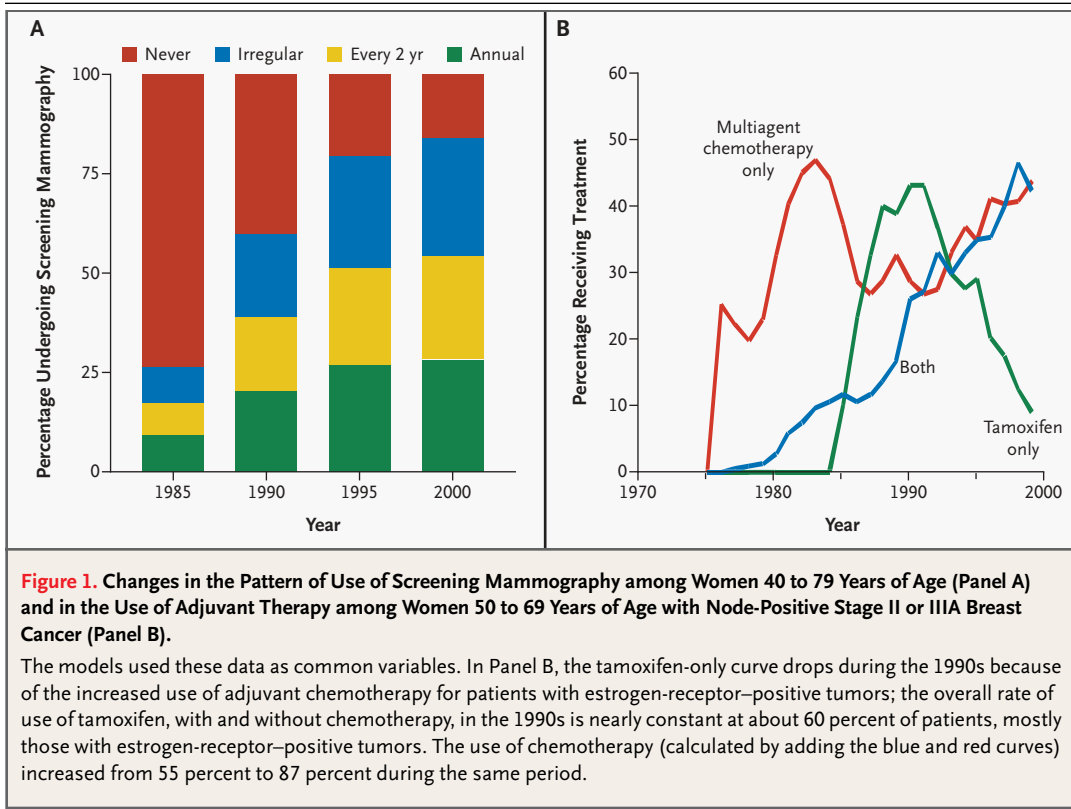 A
Never Irregular Every 2 yr Annual
Percentage Undergoing Screening Mammography
100
75
50
25
0
1985 1990 1995 2000
Year
B
Percentage Receiving Treatment
60
50
40
30
20
10
0
Multiagent
chemotherapy
only
Both
Tamoxifen
only
1970 1980 1990 2000
Year
Figure 1. Changes in the Pattern of Use of Screening Mammography among Women 40 to 79 Years of Age (Panel A)
and in the Use of Adjuvant Therapy among Women 50 to 69 Years of Age with Node-Positive Stage II or IIIA Breast
Cancer (Panel B).
The models used these data as common variables. In Panel B, the tamoxifen-only curve drops during the 1990s because
of the increased use of adjuvant chemotherapy for patients with estrogen-receptor–positive tumors; the overall rate of
use of tamoxifen, with and without chemotherapy, in the 1990s is nearly constant at about 60 percent of patients, mostly
those with estrogen-receptor–positive tumors. The use of chemotherapy (calculated by adding the blue and red curves)
increased from 55 percent to 87 percent during the same period.